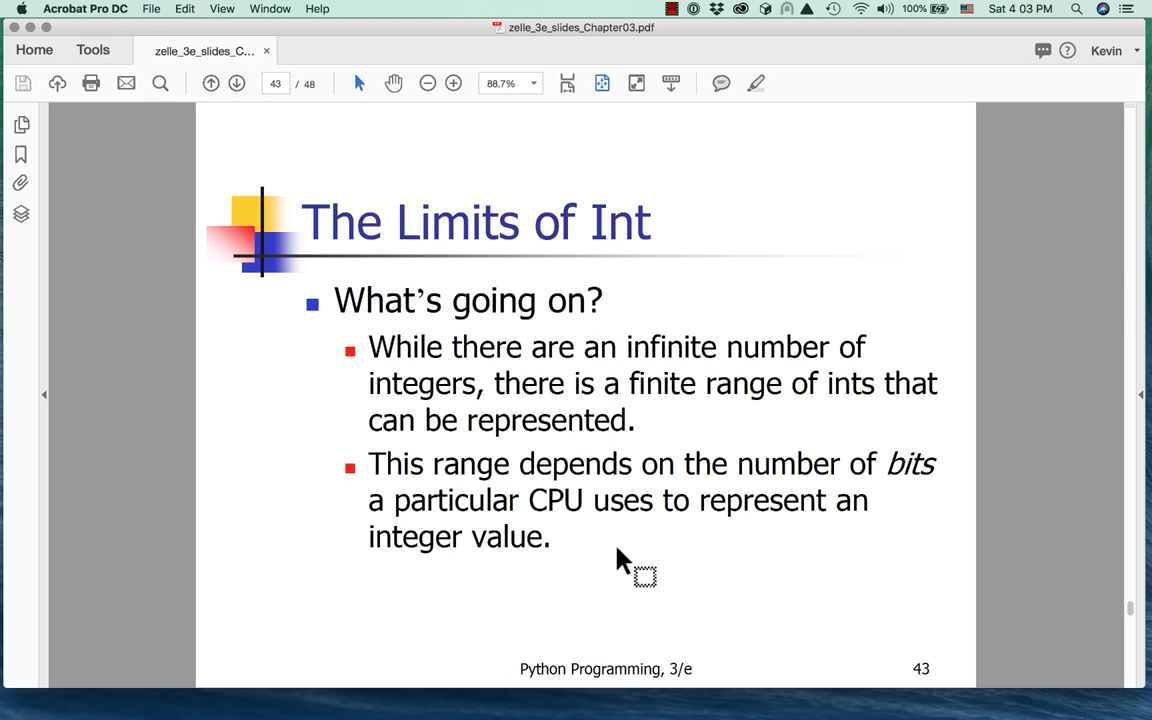 Acrobat Pro DC File Edit View Window Help 100% Sat 4 03 PM
zelle_3e_slides_Chapter03.pdf
Home Tools zelle_3e_slides_C... × Kevin
43 / 48 88.7%
The Limits of Int
What’s going on?
While there are an infinite number of
integers, there is a finite range of ints that
can be represented.
This range depends on the number of bits
a particular CPU uses to represent an
integer value.
Python Programming, 3/e 43